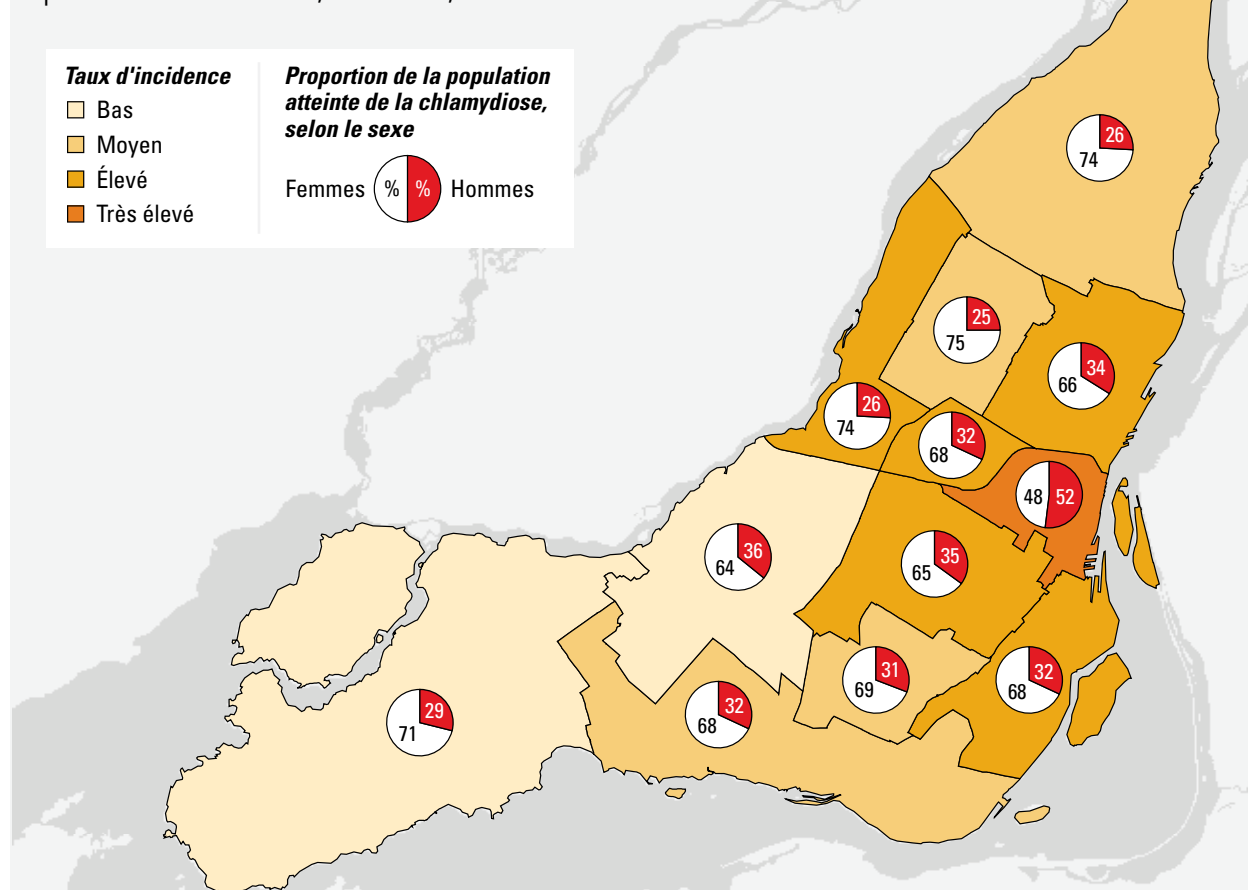 Taux d'incidence
Bas
Moyen
Élevé
Très élevé
Proportion de la population
atteinte de la chlamydiose,
selon le sexe
Femmes % % Hommes
26
74
25
75
34
66
26
74
32
68
48 52
36
64
35
65
31
69
32
68
29
71
32
68